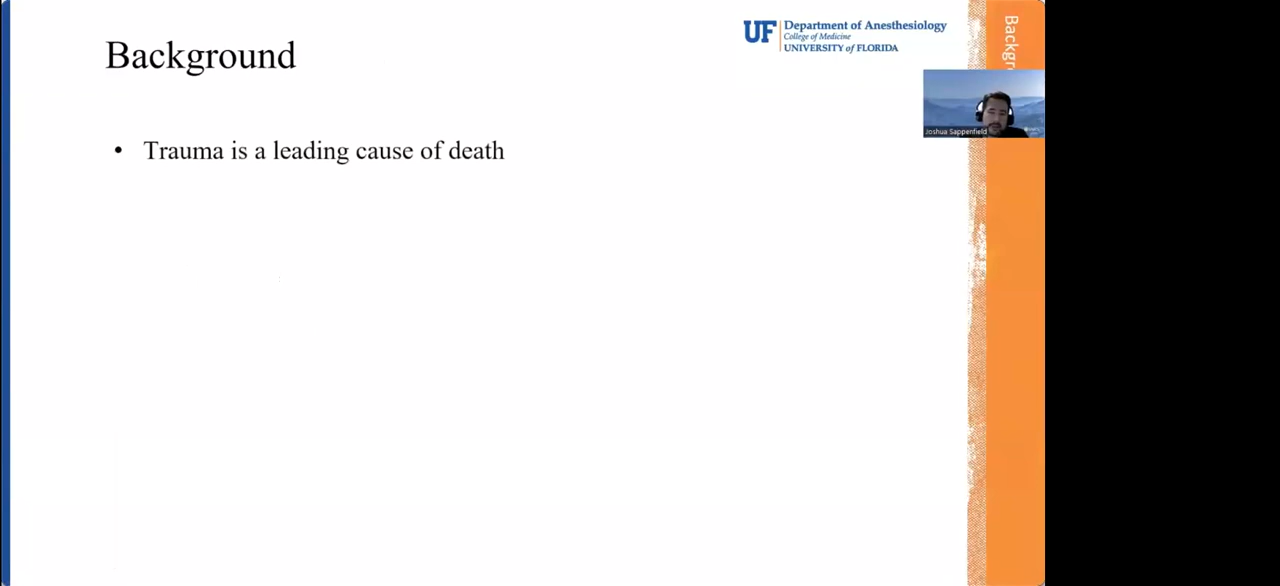 Background
UF Department of Anesthesiology
College of Medicine
UNIVERSITY of FLORIDA
Backgr
Joshua Sappenfield
• Trauma is a leading cause of death